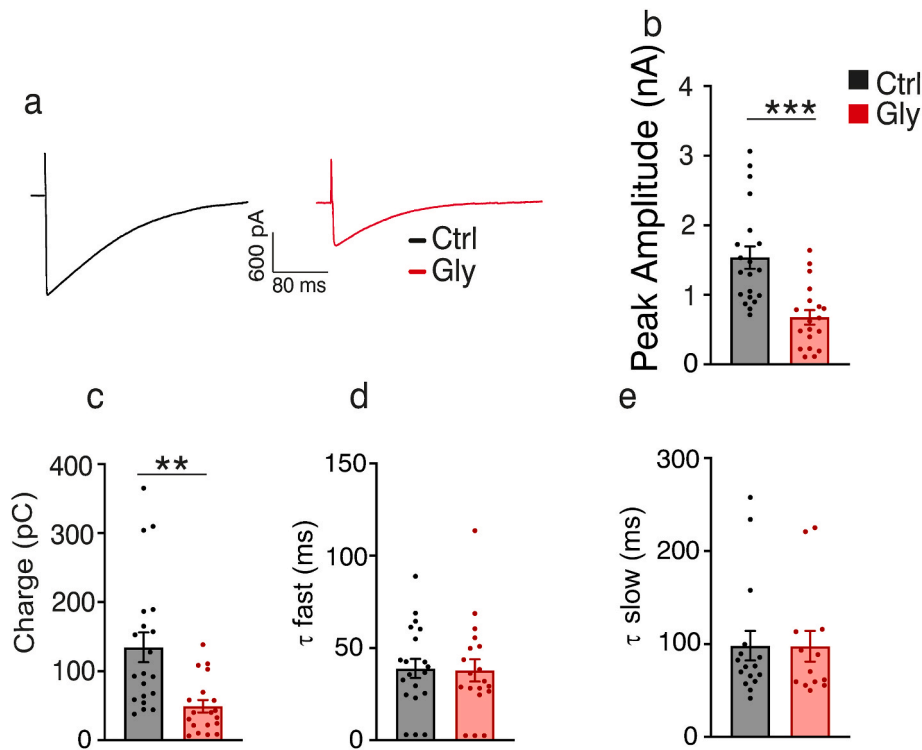 a
600 pA
80 ms
Ctrl
Gly
b
Peak Amplitude (nA)
4
3
2
1
0
***
Ctrl
Gly
c
Charge (pC)
400
300
200
100
0
**
d
τ fast (ms)
150
100
50
0
e
τ slow (ms)
300
200
100
0